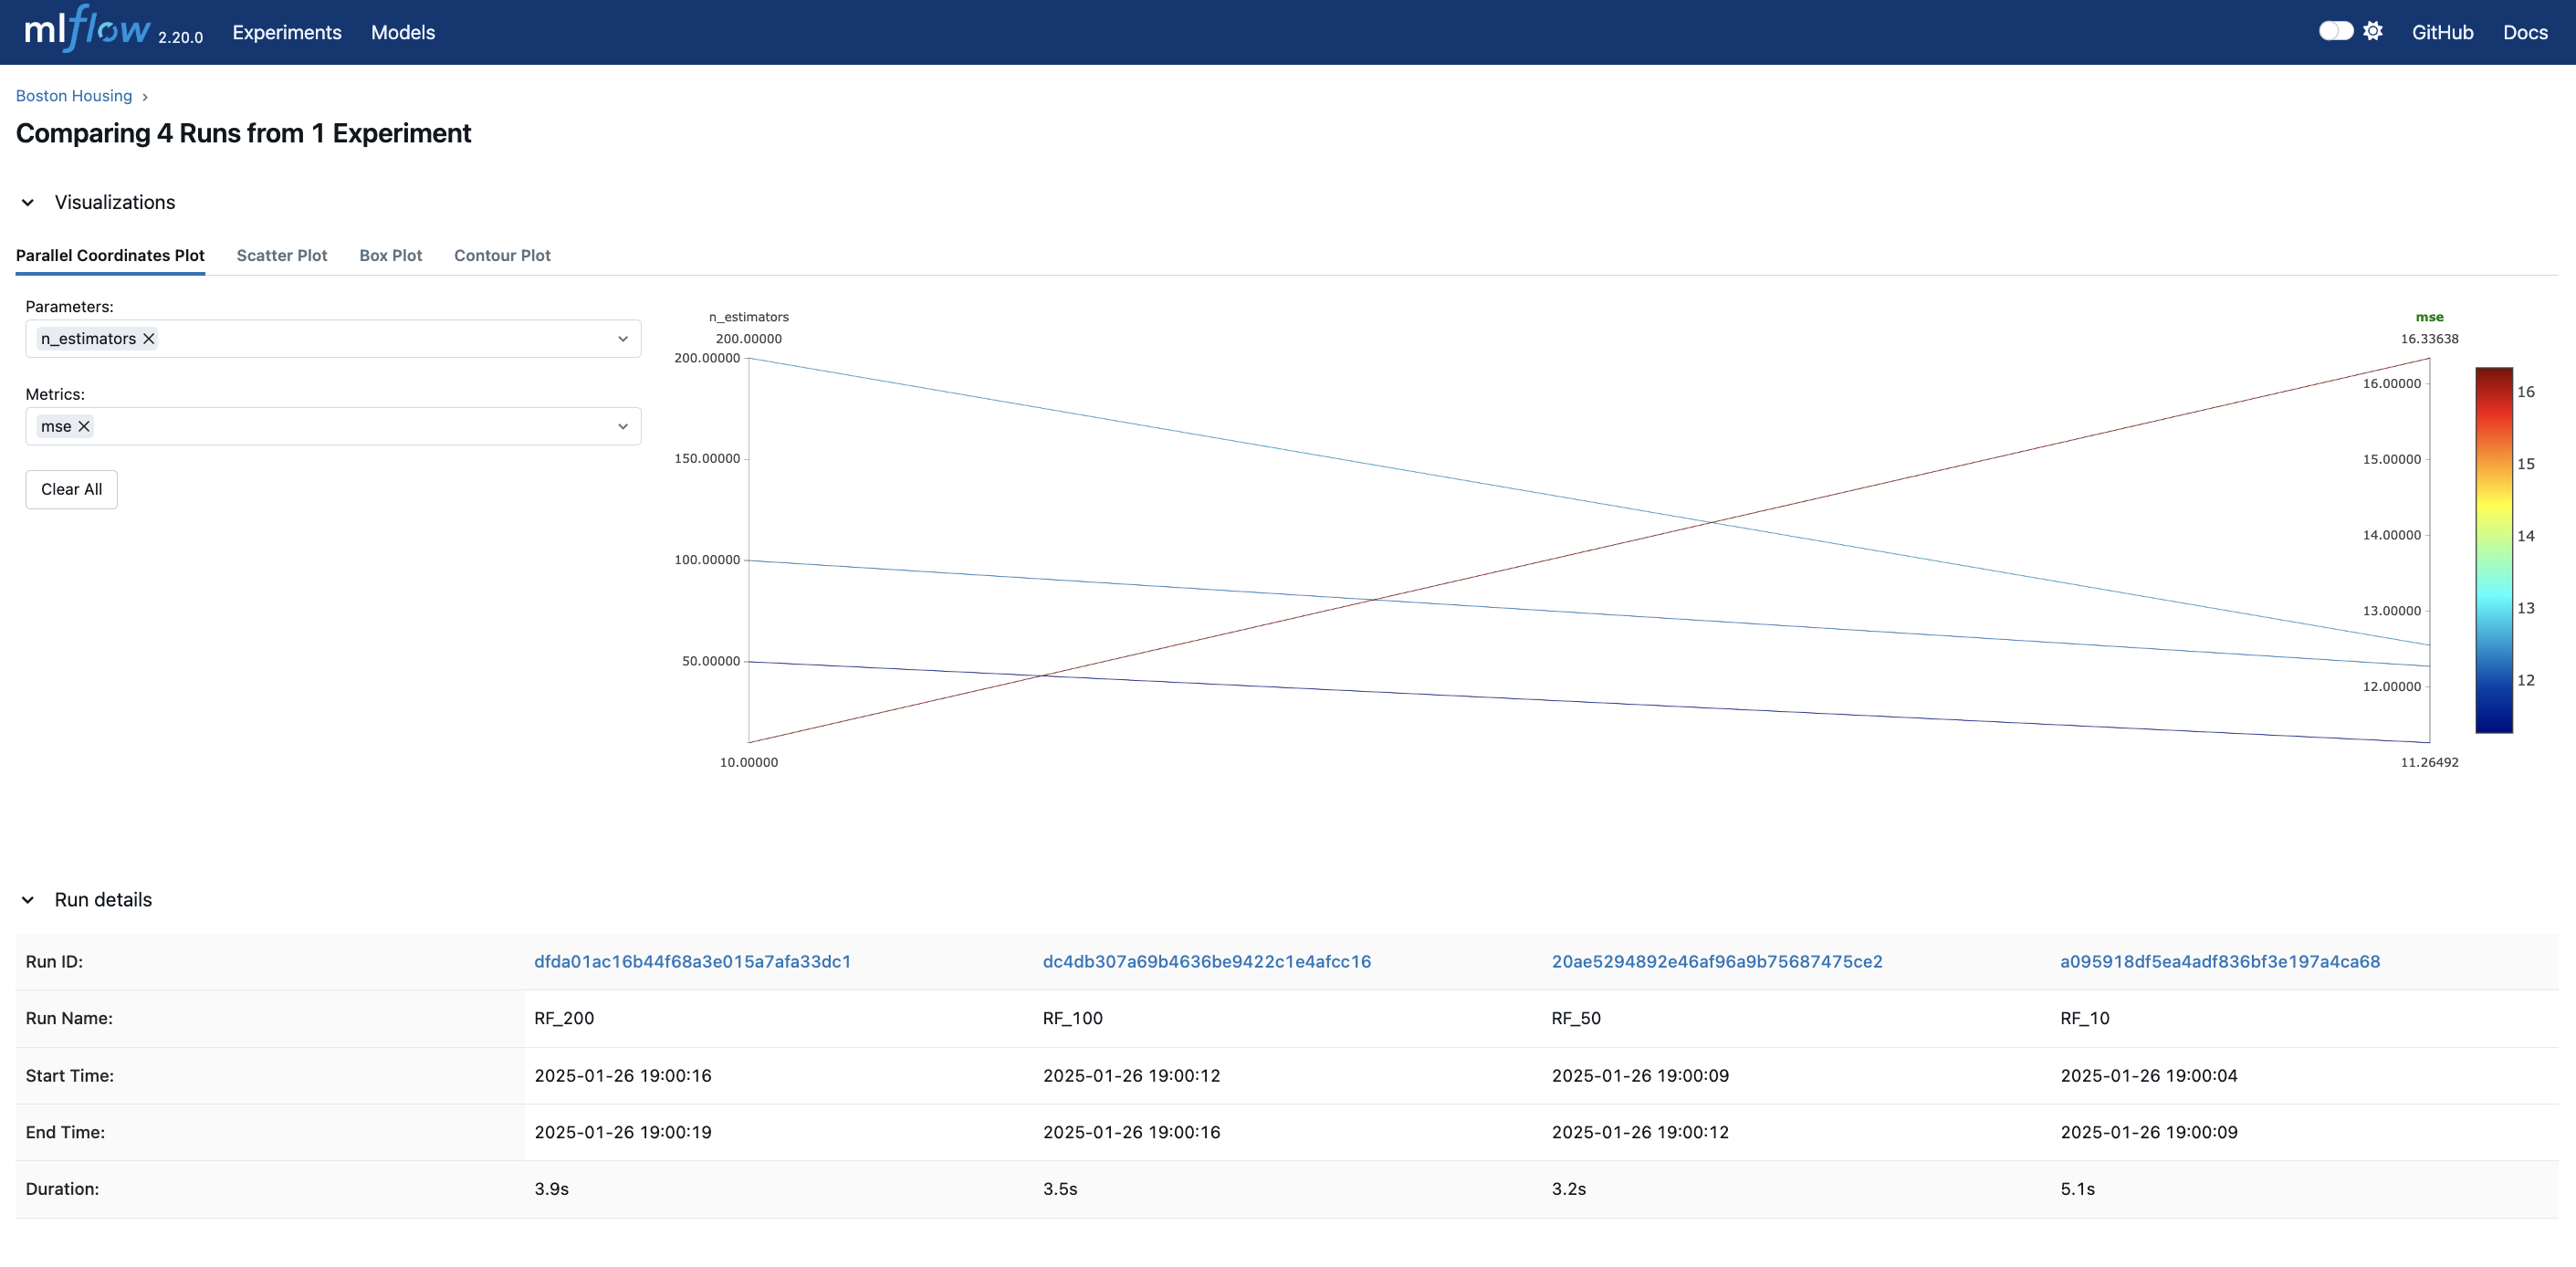 mlflow 2.20.0 Experiments Models GitHub Docs
Boston Housing ›
Comparing 4 Runs from 1 Experiment
Visualizations
Parallel Coordinates Plot Scatter Plot Box Plot Contour Plot
Parameters:
n_estimators
Metrics:
mse
Clear All
n_estimators
200.00000
200.00000
150.00000
100.00000
50.00000
10.00000
mse
16.33638
16.00000
15.00000
14.00000
13.00000
12.00000
11.26492
16
15
14
13
12
Run details
Run ID: dfda01ac16b44f68a3e015a7afa33dc1 dc4db307a69b4636be9422c1e4afcc16 20ae5294892e46af96a9b75687475ce2 a095918df5ea4adf836bf3e197a4ca68
Run Name: RF_200 RF_100 RF_50 RF_10
Start Time: 2025-01-26 19:00:16 2025-01-26 19:00:12 2025-01-26 19:00:09 2025-01-26 19:00:04
End Time: 2025-01-26 19:00:19 2025-01-26 19:00:16 2025-01-26 19:00:12 2025-01-26 19:00:09
Duration: 3.9s 3.5s 3.2s 5.1s